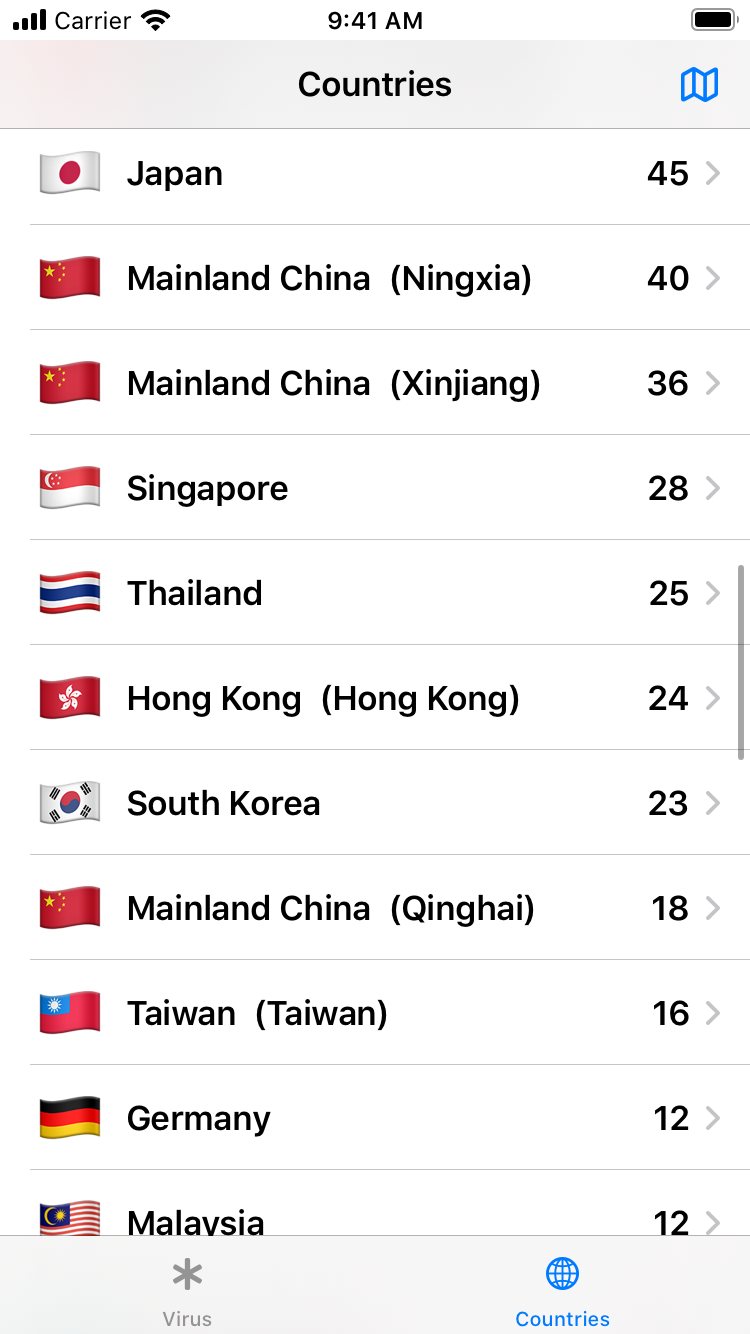 Carrier 9:41 AM
Countries
Japan 45
Mainland China (Ningxia) 40
Mainland China (Xinjiang) 36
Singapore 28
Thailand 25
Hong Kong (Hong Kong) 24
South Korea 23
Mainland China (Qinghai) 18
Taiwan (Taiwan) 16
Germany 12
Malaysia 12
Virus Countries